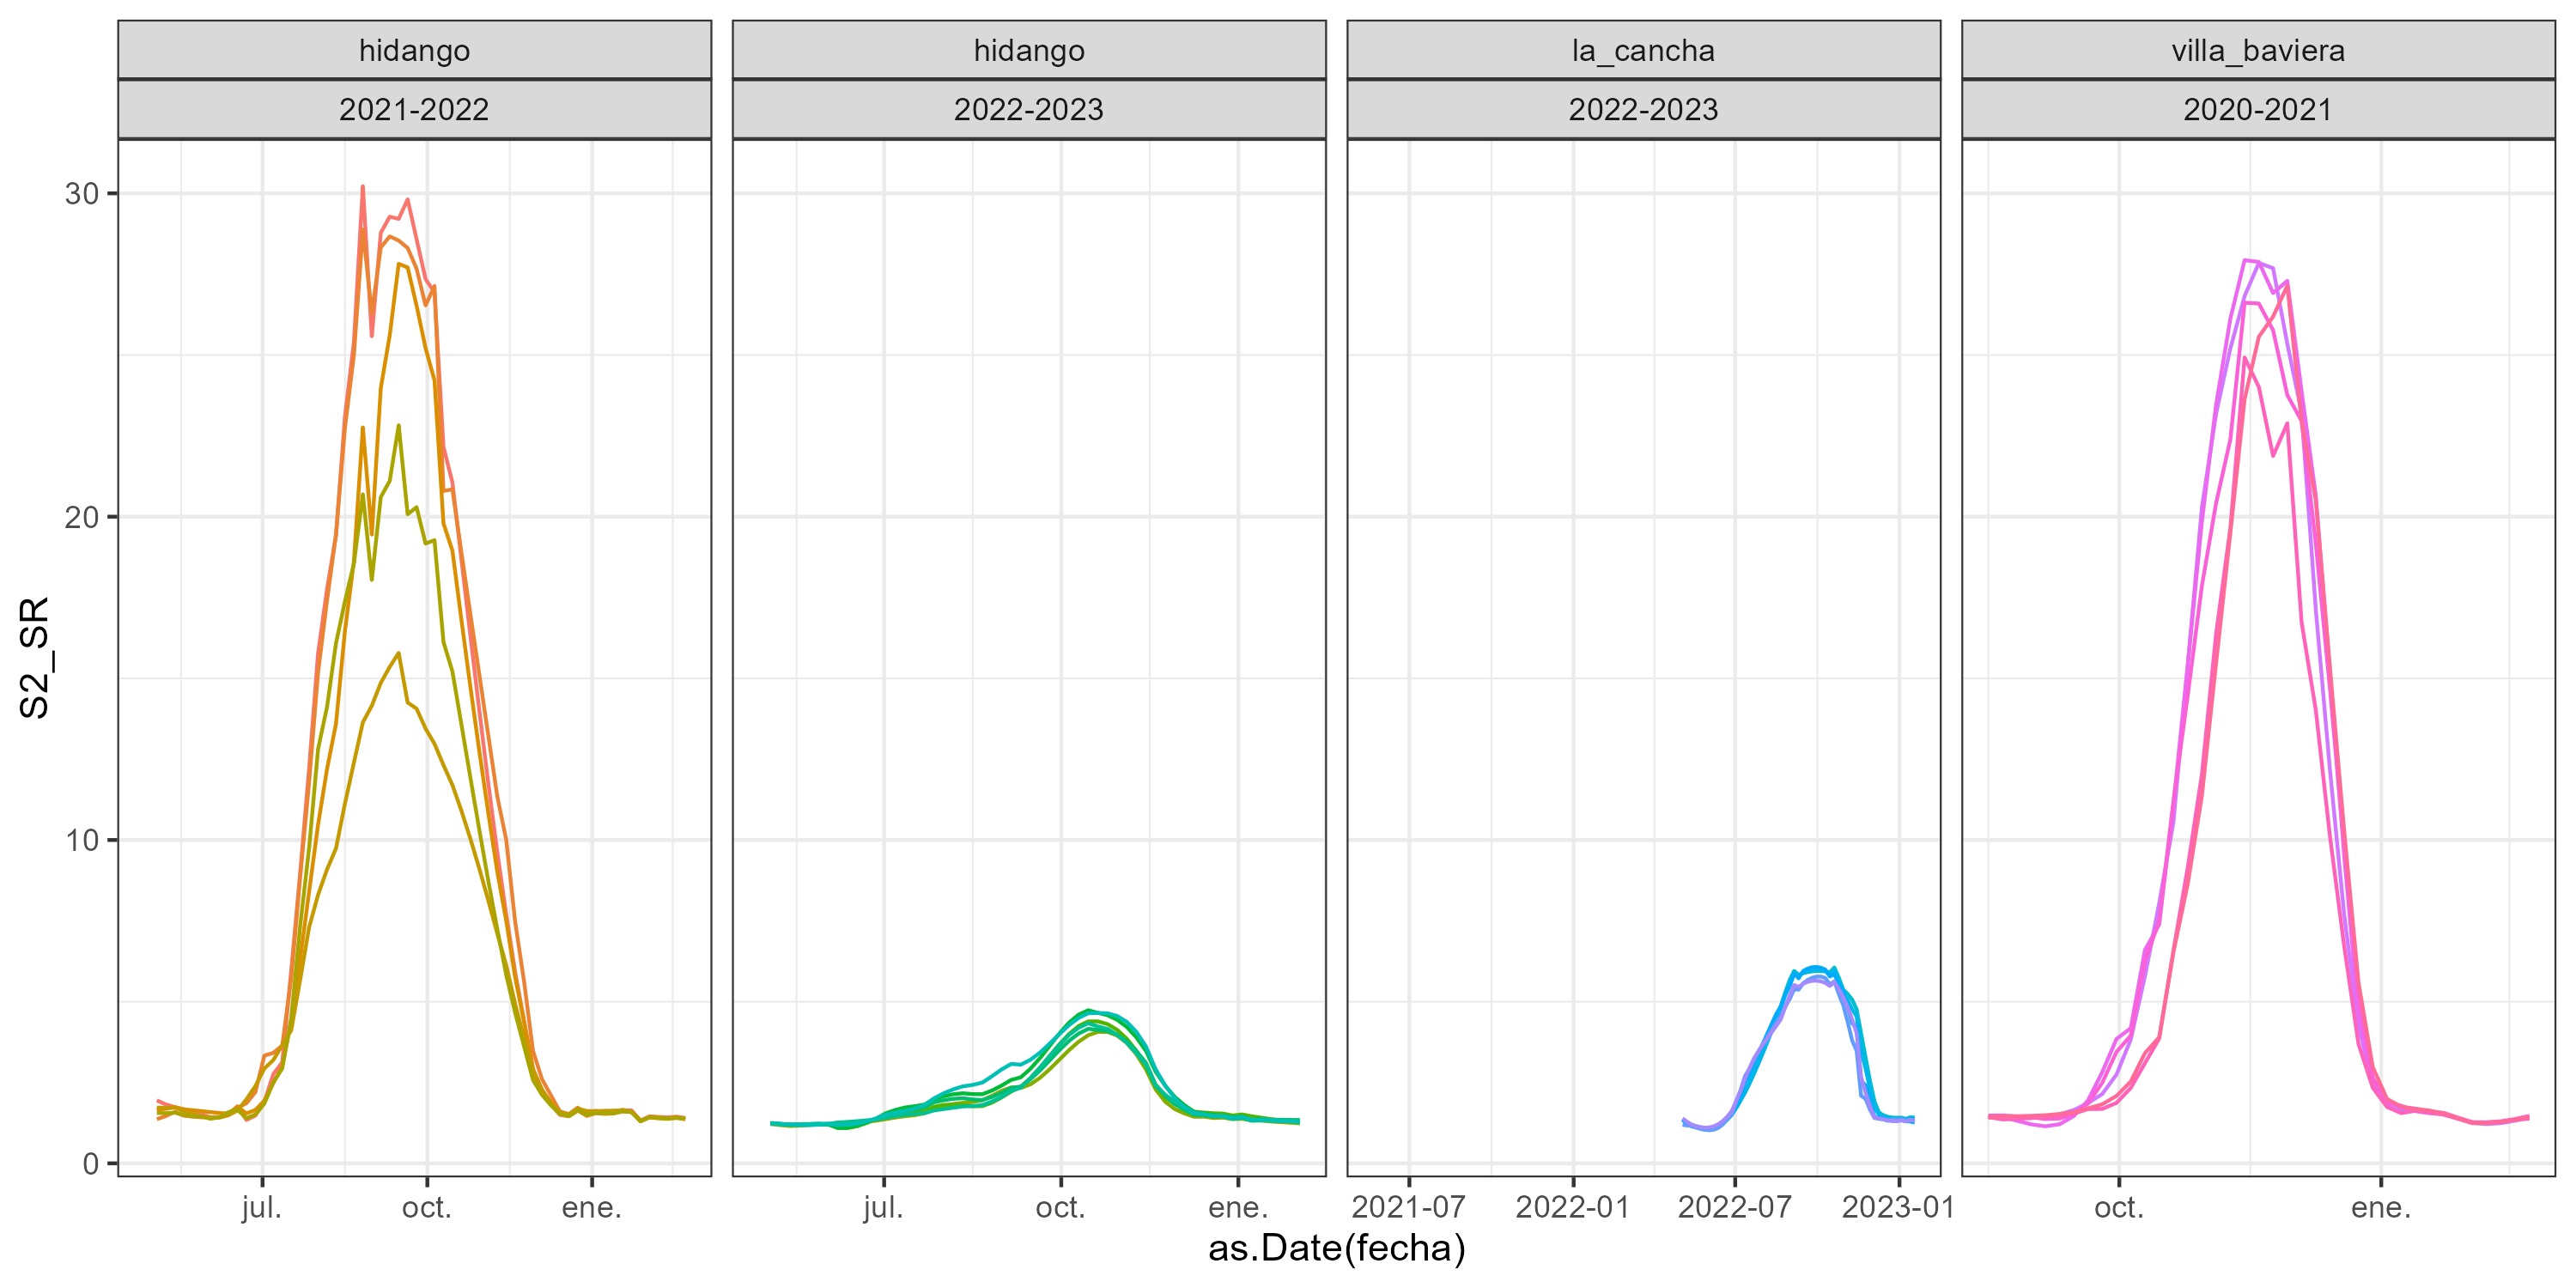 hidango
hidango
la_cancha
villa_baviera
2021-2022
2022-2023
2022-2023
2020-2021
30
20
10
0
S2_SR
jul.
oct.
ene.
jul.
oct.
ene.
2021-07
2022-01
2022-07
2023-01
oct.
ene.
as.Date(fecha)